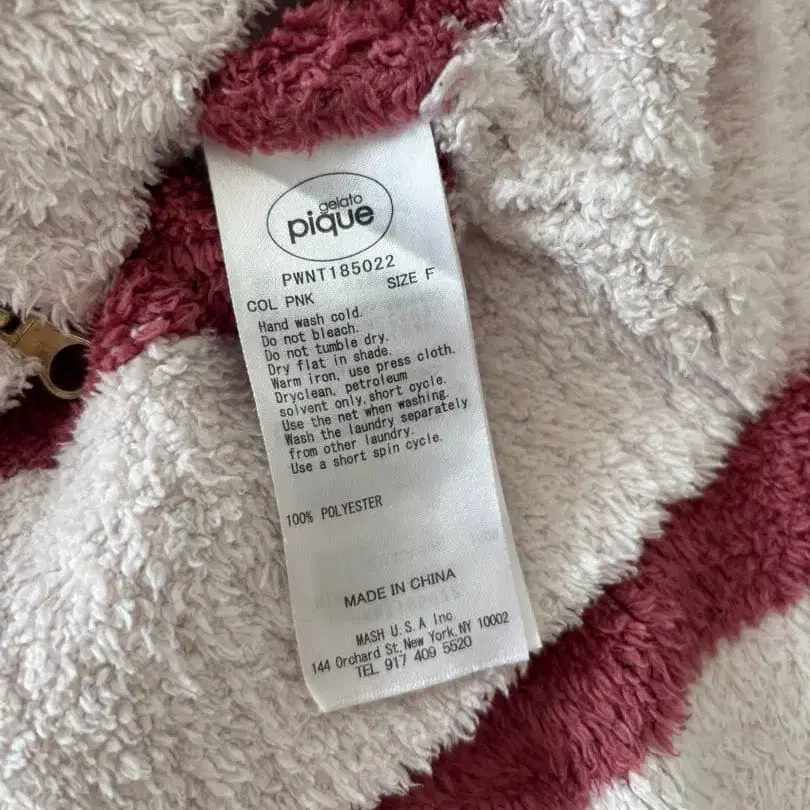 gelato
pique
PWNT185022
COL PNK SIZE F
Hand wash cold.
Do not bleach.
Do not tumble dry.
Dry flat in shade.
Warm iron, use press cloth.
Dryclean, petroleum
solvent only,short cycle.
Use the net when washing.
Wash the laundry separately
from other laundry.
Use a short spin cycle.
100% POLYESTER
MADE IN CHINA
MASH U.S.A Inc.
144 Orchard St,New York,NY 10002
TEL 917 409 5520